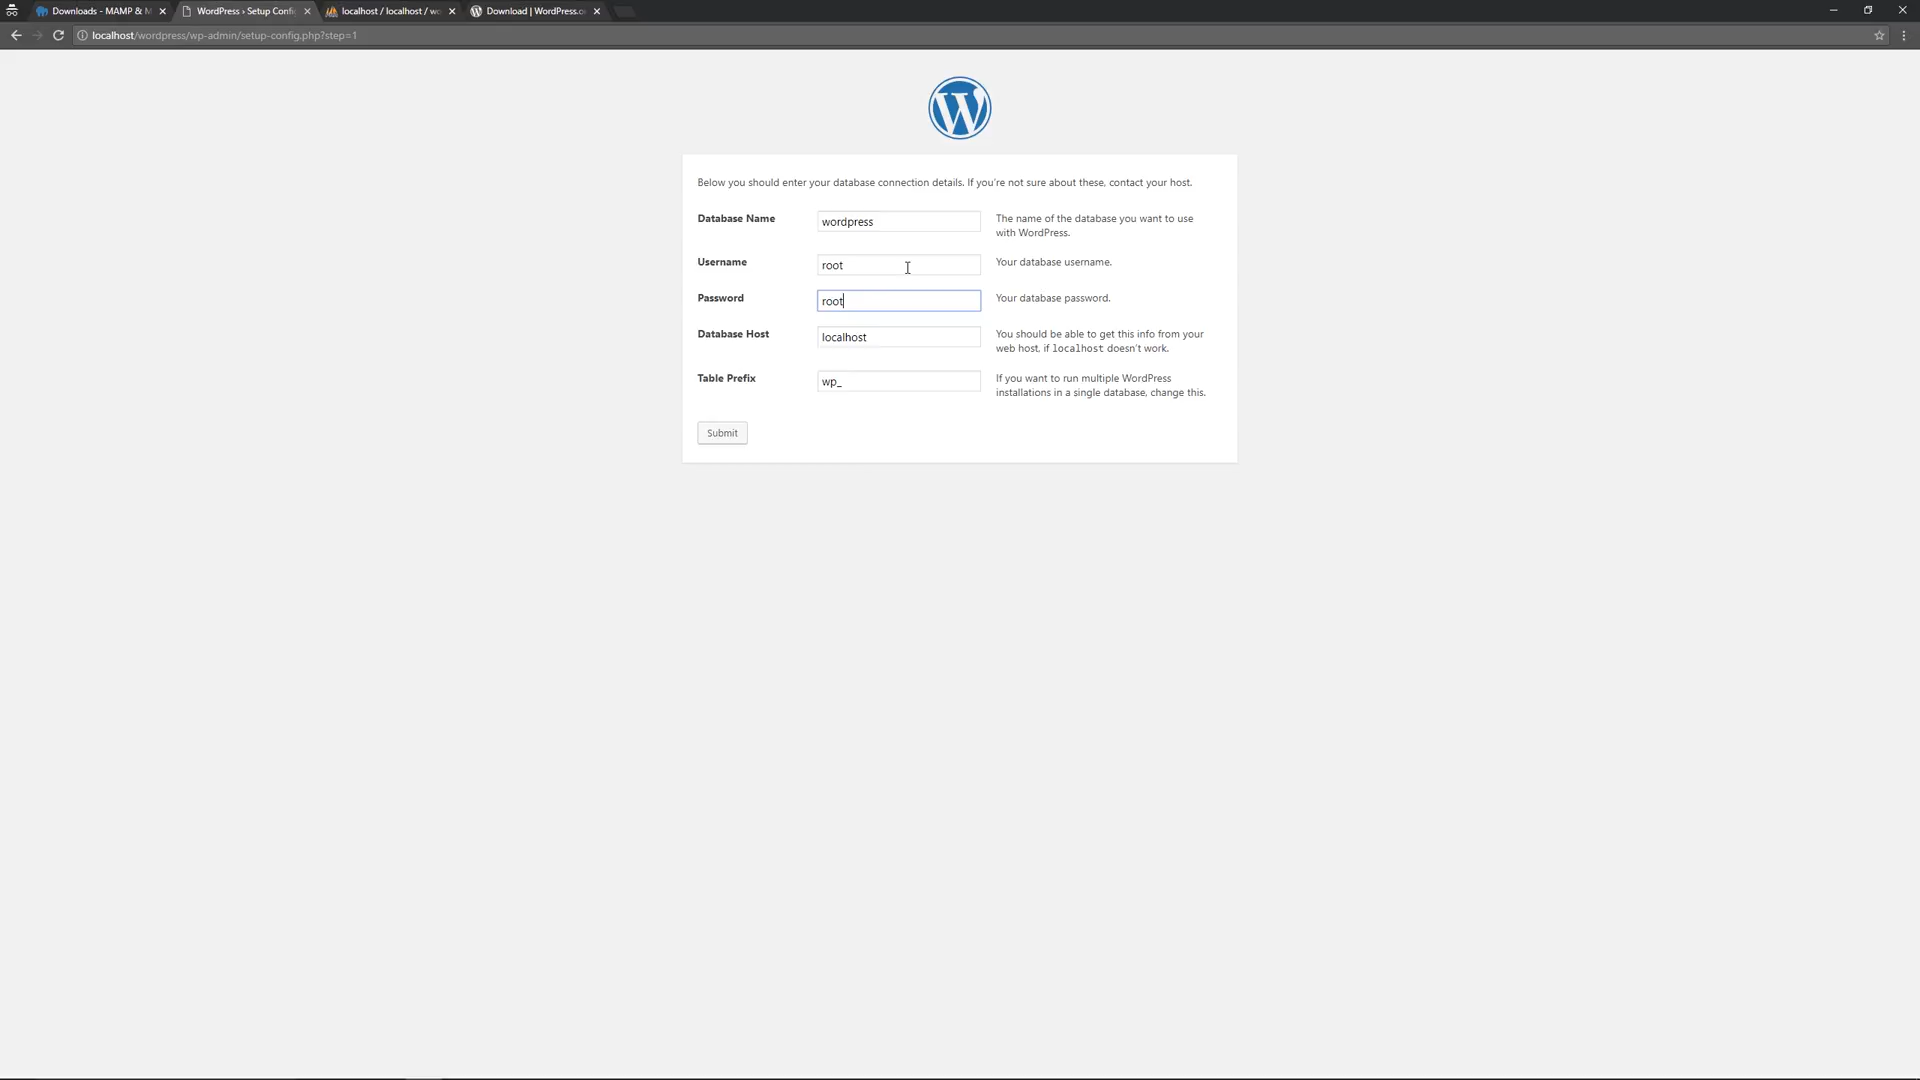 Downloads - MAMP & M
WordPress › Setup Confi
localhost / localhost / wo
Download | WordPress.o
localhost/wordpress/wp-admin/setup-config.php?step=1
Below you should enter your database connection details. If you're not sure about these, contact your host.
Database Name
wordpress
The name of the database you want to use
with WordPress.
Username
root
Your database username.
Password
root
Your database password.
Database Host
localhost
You should be able to get this info from your
web host, if localhost doesn't work.
Table Prefix
wp_
If you want to run multiple WordPress
installations in a single database, change this.
Submit